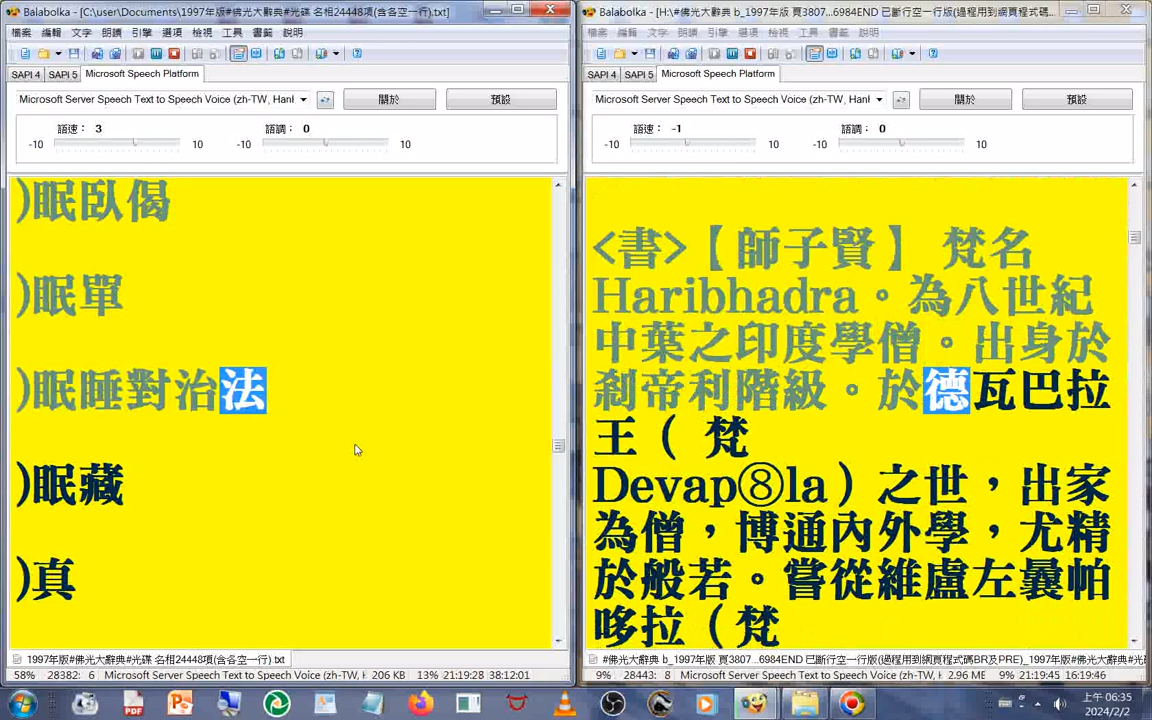 Balabolka - [C:\user\Documents\1997年版#佛光大辭典#光碟 名相24448項(含各空一行).txt]
檔案 編輯 文字 朗讀 引擎 選項 檢視 工具 書籤 說明
SAPI 4 SAPI 5 Microsoft Speech Platform
Microsoft Server Speech Text to Speech Voice (zh-TW, Hanl
關於
預設
語速： 3
語調： 0
-10 10 -10 10
)眠臥偈
)眠單
)眠睡對治法
)眠藏
)真
1997年版#佛光大辭典#光碟 名相24448項(含各空一行).txt
58% 28382: 6 Microsoft Server Speech Text to Speech Voice (zh-TW, H 206 KB 13% 21:19:28 38:12:01
Balabolka - [H:\#佛光大辭典 b_1997年版 頁3807...6984END 已斷行空一行版(過程用到網頁程式碼...
檔案 編輯 文字 朗讀 引擎 選項 檢視 工具 書籤 說明
SAPI 4 SAPI 5 Microsoft Speech Platform
Microsoft Server Speech Text to Speech Voice (zh-TW, Hanl
關於
預設
語速： -1
語調： 0
-10 10 -10 10
<書>【師子賢】 梵名
Haribhadra。為八世紀
中葉之印度學僧。出身於
剎帝利階級。於德瓦巴拉
王（ 梵
Devap⑧la）之世，出家
為僧，博通內外學，尤精
於般若。嘗從維盧左曩帕
哆拉（梵
#佛光大辭典 b_1997年版 頁3807...6984END 已斷行空一行版(過程用到網頁程式碼BR及PRE)_1997年版#光
9% 28443: 8 Microsoft Server Speech Text to Speech Voice (zh-TW, H 2.96 ME 9% 21:19:45 16:19:46
上午 06:35
2024/2/2